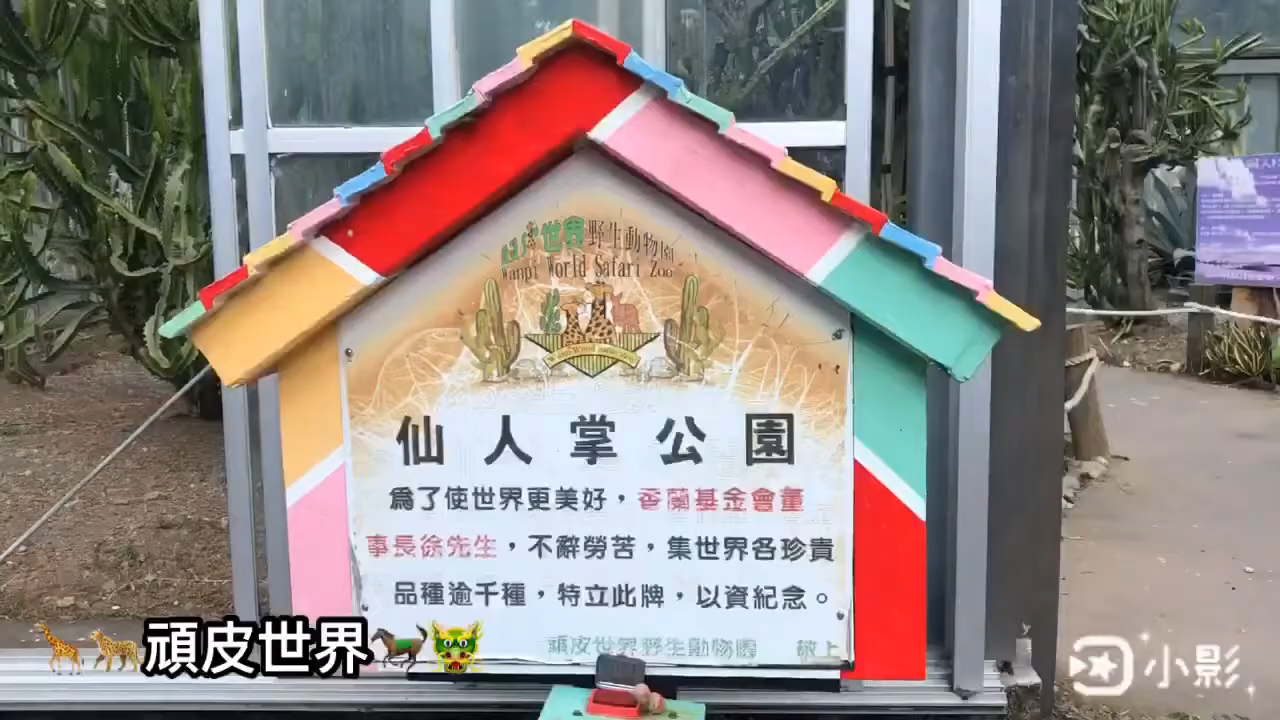 頑皮世界野生動物園
Wanpi World Safari Zoo
仙人掌公園
為了使世界更美好，香蘭基金會董
事長徐先生，不辭勞苦，集世界各珍貴
品種逾千種，特立此牌，以資紀念。
頑皮世界野生動物園 敬上
頑皮世界
小影